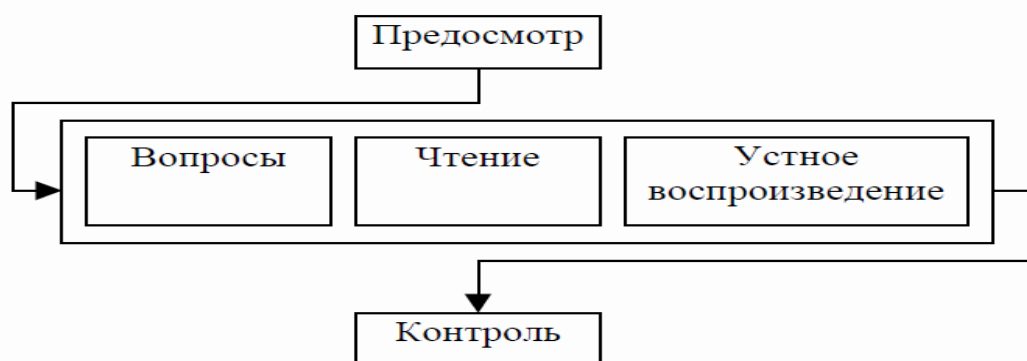 Предосмотр
Вопросы
Чтение
Устное
воспроизведение
Контроль